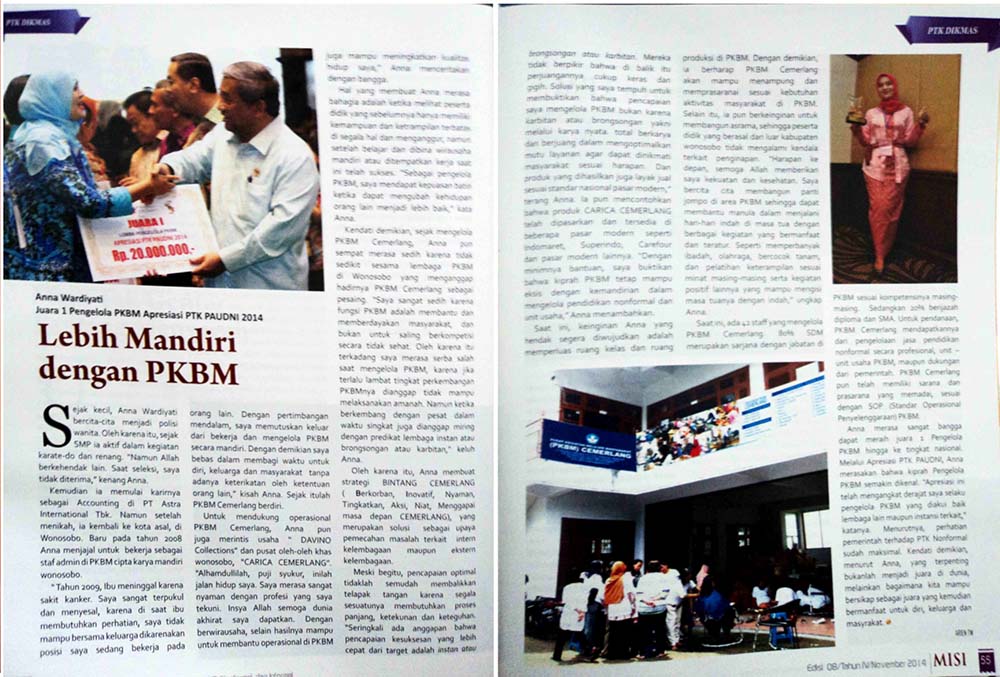 PTK DIKMAS
JUARA I
LOMBA PENGELOLA PKBM
APRESIASI PTK PAUDNI 2014
Rp. 20.000.000.-
Anna Wardiyati
Juara 1 Pengelola PKBM Apresiasi PTK PAUDNI 2014
Lebih Mandiri
dengan PKBM
Sejak kecil, Anna Wardiyati
bercita-cita menjadi polisi
wanita. Oleh karena itu, sejak
SMP ia aktif dalam kegiatan
karate-do dan renang. "Namun Allah
berkehendak lain. Saat seleksi, saya
tidak diterima," kenang Anna.
Kemudian ia memulai karirnya
sebagai Accounting di PT Astra
International Tbk. Namun setelah
menikah, ia kembali ke kota asal, di
Wonosobo. Baru pada tahun 2008
Anna menjajal untuk bekerja sebagai
staf admin di PKBM cipta karya mandiri
wonosobo.
"Tahun 2009, Ibu meninggal karena
sakit kanker. Saya sangat terpukul
dan menyesal, karena di saat ibu
membutuhkan perhatian, saya tidak
mampu bersama keluarga dikarenakan
posisi saya sedang bekerja pada
orang lain. Dengan pertimbangan
mendalam, saya memutuskan keluar
dari bekerja dan mengelola PKBM
secara mandiri. Dengan demikian saya
bebas dalam membagi waktu untuk
diri, keluarga dan masyarakat tanpa
adanya keterikatan oleh ketentuan
orang lain," kisah Anna. Sejak itulah
PKBM Cemerlang berdiri.
Untuk mendukung operasional
PKBM Cemerlang, Anna pun
juga merintis usaha " DAVINO
Collections" dan pusat oleh-oleh khas
wonosobo, "CARICA CEMERLANG".
"Alhamdullilah, puji syukur, inilah
jalan hidup saya. Saya merasa sangat
nyaman dengan profesi yang saya
tekuni. Insya Allah semoga dunia
akhirat saya dapatkan. Dengan
berwirausaha, selain hasilnya mampu
untuk membantu operasional di PKBM
juga mampu meningkatkan kualitas
hidup saya," Anna menceritakan
dengan bangga.
Hal yang membuat Anna merasa
bahagia adalah ketika melihat peserta
didik yang sebelumnya hanya memiliki
kemampuan dan ketrampilan terbatas
di segala hal dan menganggur, namun
setelah belajar dan dibina wirausaha
mandiri atau ditempatkan kerja saat
ini telah sukses. "Sebagai pengelola
PKBM, saya mendapat kepuasan batin
ketika dapat mengubah kehidupan
orang lain menjadi lebih baik," kata
Anna.
Kendati demikian, sejak mengelola
PKBM Cemerlang, Anna pun
sempat merasa sedih karena tidak
sedikit sesama lembaga PKBM
di Wonosobo yang menganggap
hadirnya PKBM Cemerlang sebagai
pesaing. "Saya sangat sedih karena
fungsi PKBM adalah membantu dan
memberdayakan masyarakat, dan
bukan untuk saling berkompetisi
secara tidak sehat. Oleh karena itu
terkadang saya merasa serba salah
saat mengelola PKBM, karena jika
terlalu lambat tingkat perkembangan
PKBMnya dianggap tidak mampu
melaksanakan amanah. Namun ketika
berkembang dengan pesat dalam
waktu singkat juga dianggap miring
dengan predikat lembaga instan atau
brongsongan atau karbitan," keluh
Anna.
Oleh karena itu, Anna membuat
strategi BINTANG CEMERLANG
( Berkorban, Inovatif, Nyaman,
Tingkatkan, Aksi, Niat, Menggapai
masa depan CEMERLANG), yang
merupakan solusi sebagai upaya
pemecahan masalah terkait intern
kelembagaan maupun ekstern
kelembagaan.
Meski begitu, pencapaian optimal
tidaklah semudah membalikkan
telapak tangan karena segala
sesuatunya membutuhkan proses
panjang, ketekunan dan keteguhan.
"Seringkali ada anggapan bahwa
pencapaian kesuksesan yang lebih
cepat dari target adalah instan atau
PTK DIKMAS
brongsongan atau karbitan. Mereka
tidak berpikir bahwa di balik itu
perjuangannya cukup keras dan
gigih. Solusi yang saya tempuh untuk
membuktikan bahwa pencapaian
saya mengelola PKBM bukan karena
karbitan atau brongsongan yakni
melalui karya nyata. total berkarya
dan berjuang dalam mengoptimalkan
mutu layanan agar dapat dinikmati
masyarakat sesuai harapan. Dan
produk yang dihasilkan juga layak jual
sesuai standar nasional pasar modern,"
terang Anna. Ia pun mencontohkan
bahwa produk CARICA CEMERLANG
telah dipasarkan dan tersedia di
beberapa pasar modern seperti
Indomaret, Superindo, Carefour
dan pasar modern lainnya. "Dengan
minimnya bantuan, saya buktikan
bahwa kiprah PKBM tetap mampu
eksis dengan kemandirian dalam
mengelola pendidikan nonformal dan
unit usaha," Anna menambahkan.
Saat ini, keinginan Anna yang
hendak segera diwujudkan adalah
memperluas ruang kelas dan ruang
produksi di PKBM. Dengan demikian,
ia berharap PKBM Cemerlang
akan mampu menampung dan
memprasaranai sesuai kebutuhan
aktivitas masyarakat di PKBM.
Selain itu, ia pun berkeinginan untuk
membangun asrama, sehingga peserta
didik yang berasal dari luar kabupaten
wonosobo tidak mengalami kendala
terkait penginapan. "Harapan ke
depan, semoga Allah memberikan
saya kekuatan dan kesehatan. Saya
bercita cita membangun panti
jompo di area PKBM sehingga dapat
membantu manula dalam menjalani
hari-hari indah di masa tua dengan
berbagai kegiatan yang bermanfaat
dan teratur. Seperti memperbanyak
ibadah, olahraga, bercocok tanam,
dan pelatihan keterampilan sesuai
minat masing-masing serta kegiatan
positif lainnya yang mampu mengisi
masa tuanya dengan indah," ungkap
Anna.
Saat ini, ada 42 staff yang mengelola
PKBM Cemerlang. 80% SDM
merupakan sarjana dengan jabatan di
PKBM sesuai kompetensinya masing-
masing. Sedangkan 20% berijazah
diploma dan SMA. Untuk pendanaan,
PKBM Cemerlang mendapatkannya
dari pengelolaan jasa pendidikan
nonformal secara profesional, unit –
unit usaha PKBM, maupun dukungan
dari pemerintah. PKBM Cemerlang
pun telah memiliki sarana dan
prasarana yang memadai, sesuai
dengan SOP (Standar Operasional
Penyelenggaraan) PKBM.
Anna merasa sangat bangga
dapat meraih juara 1 Pengelola
PKBM hingga ke tingkat nasional.
Melalui Apresiasi PTK PAUDNI, Anna
merasakan bahwa kiprah Pengelola
PKBM semakin dikenal. "Apresiasi ini
telah mengangkat derajat saya selaku
pengelola PKBM yang diakui baik
lembaga lain maupun instansi terkait,"
katanya. Menurutnya, perhatian
pemerintah terhadap PTK Nonformal
sudah maksimal. Kendati demikian,
menurut Anna, yang terpenting
bukanlah menjadi juara di dunia,
melainkan bagaimana kita mampu
bersikap sebagai juara yang kemudian
bermanfaat untuk diri, keluarga dan
masyrakat.
ARIEN TW
(PKBM) CEMERLANG
Edisi 08/Tahun IV/November 2014 MISI 55